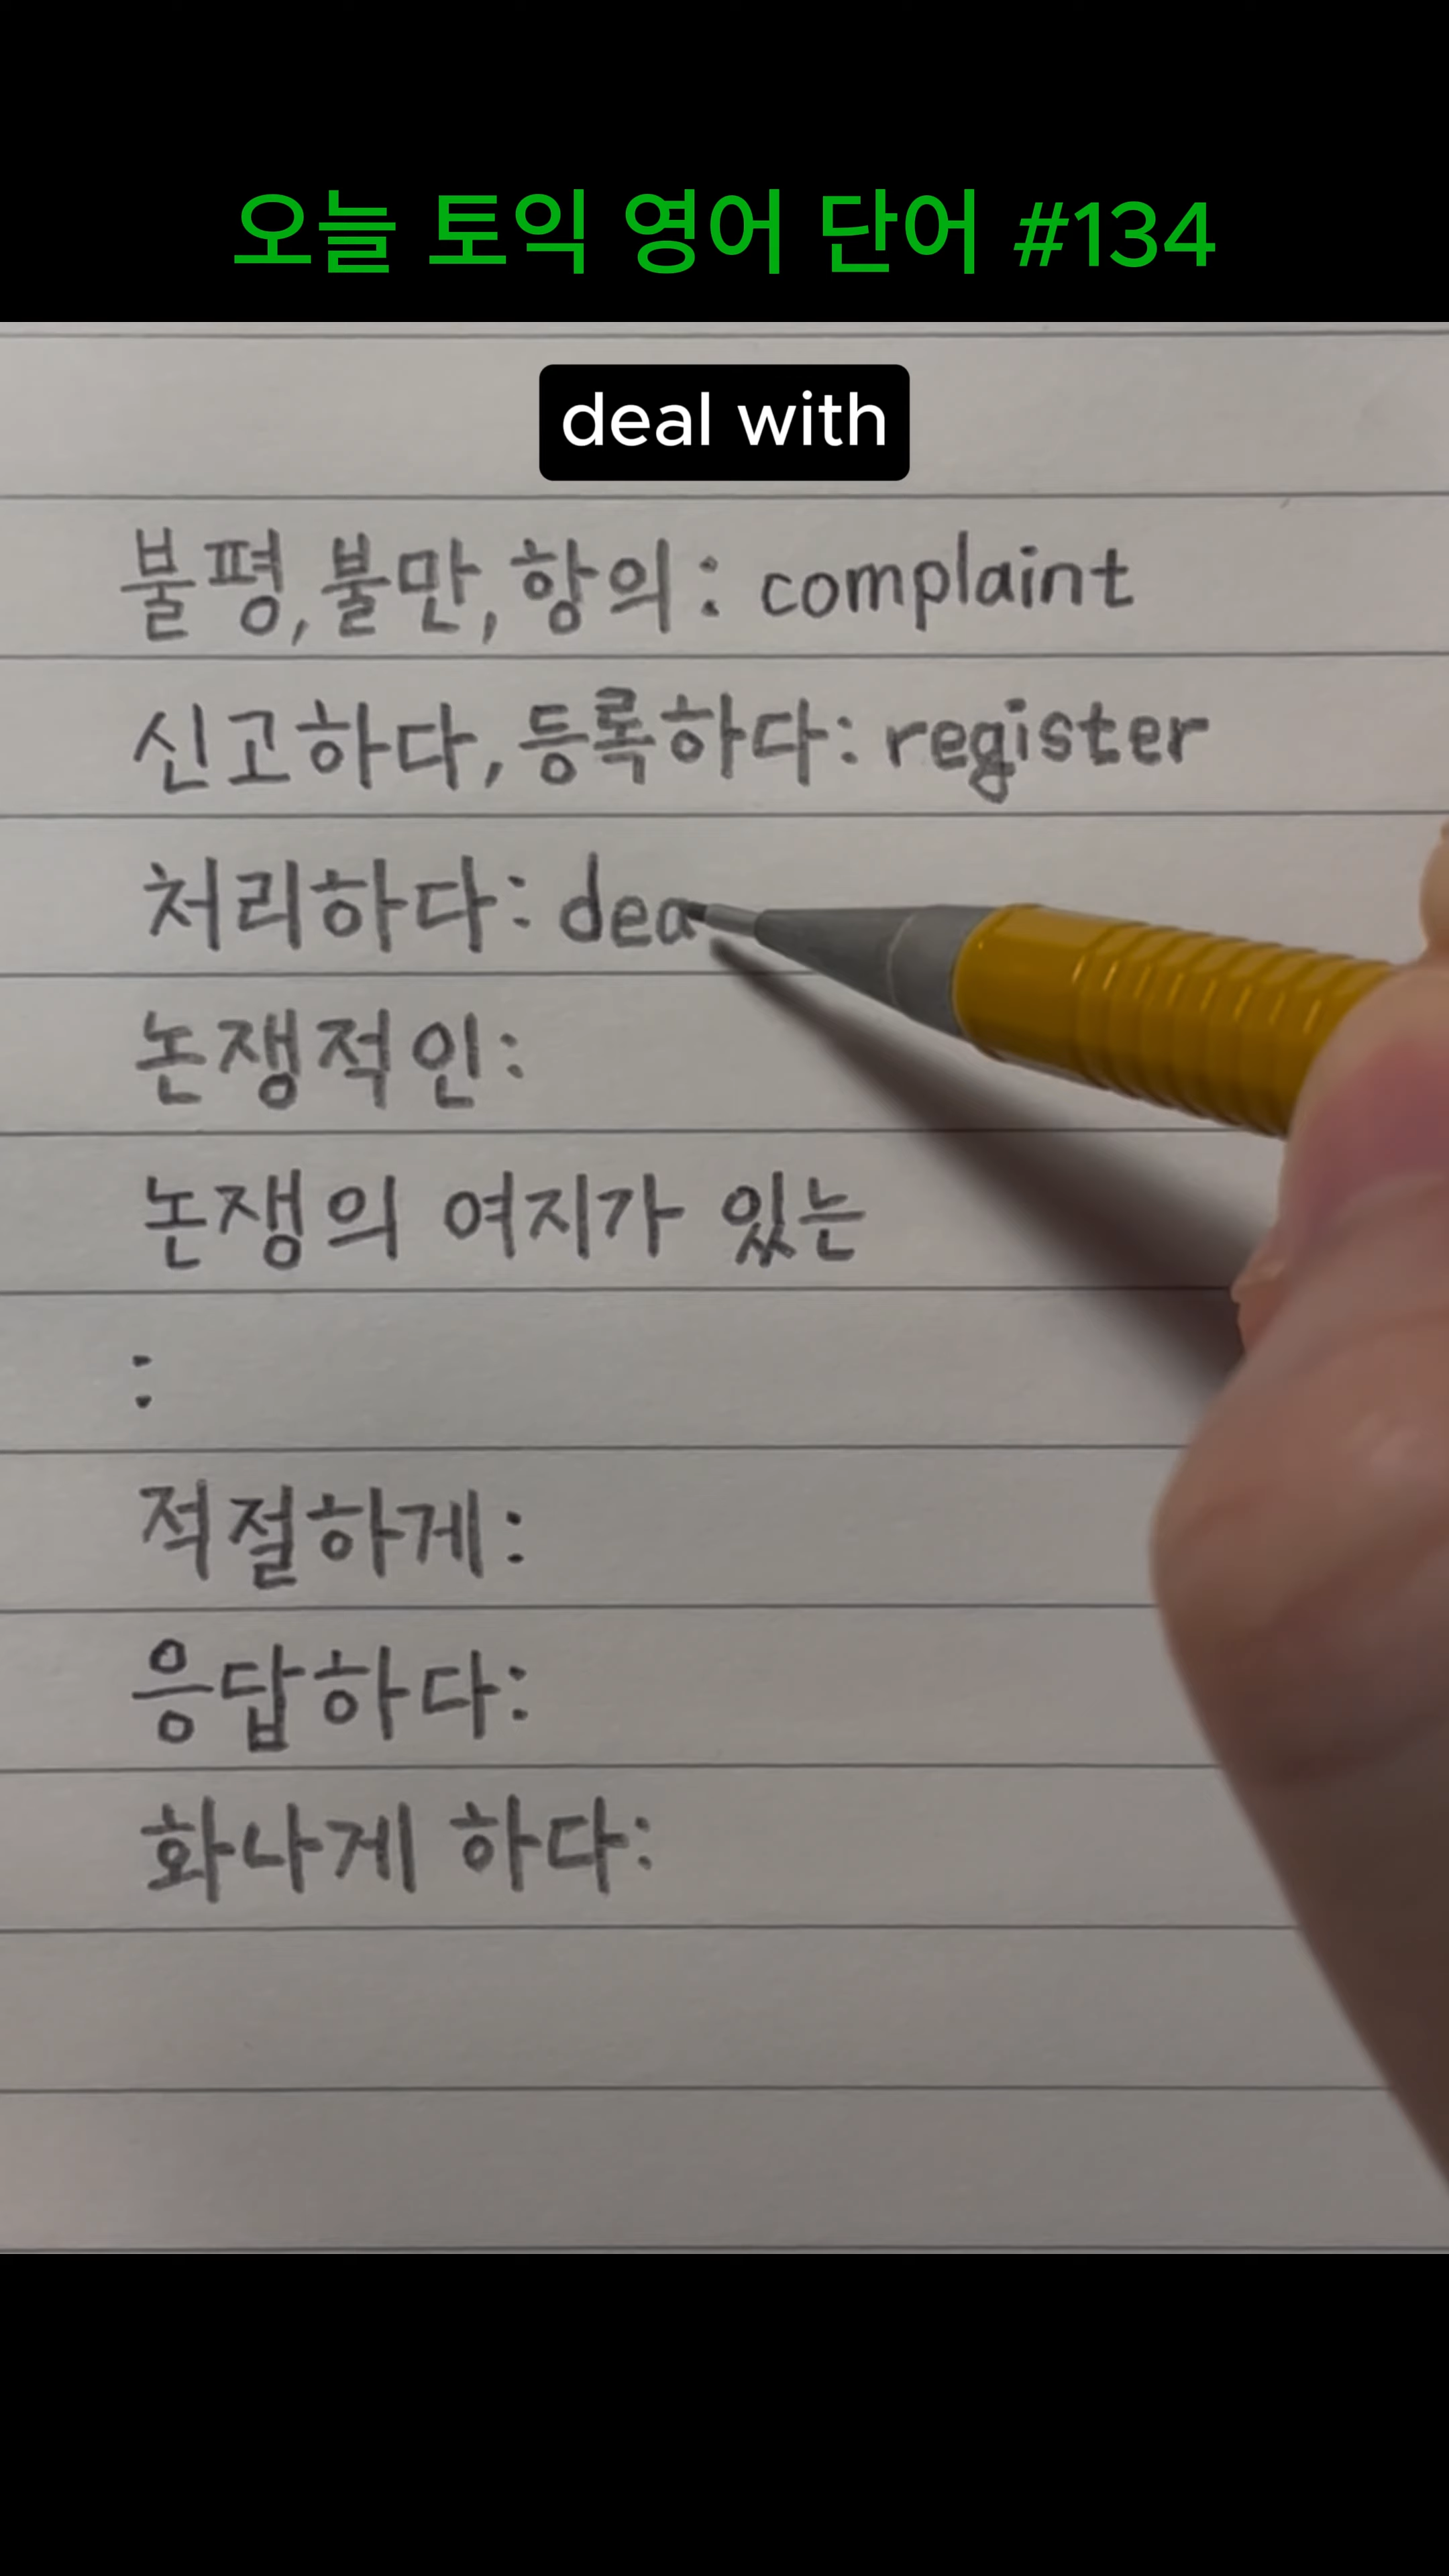 오늘 토익 영어 단어 #134
deal with
불평,불만,항의: complaint
신고하다,등록하다: register
처리하다: dea
논쟁적인:
논쟁의 여지가 있는
:
적절하게:
응답하다:
화나게 하다: